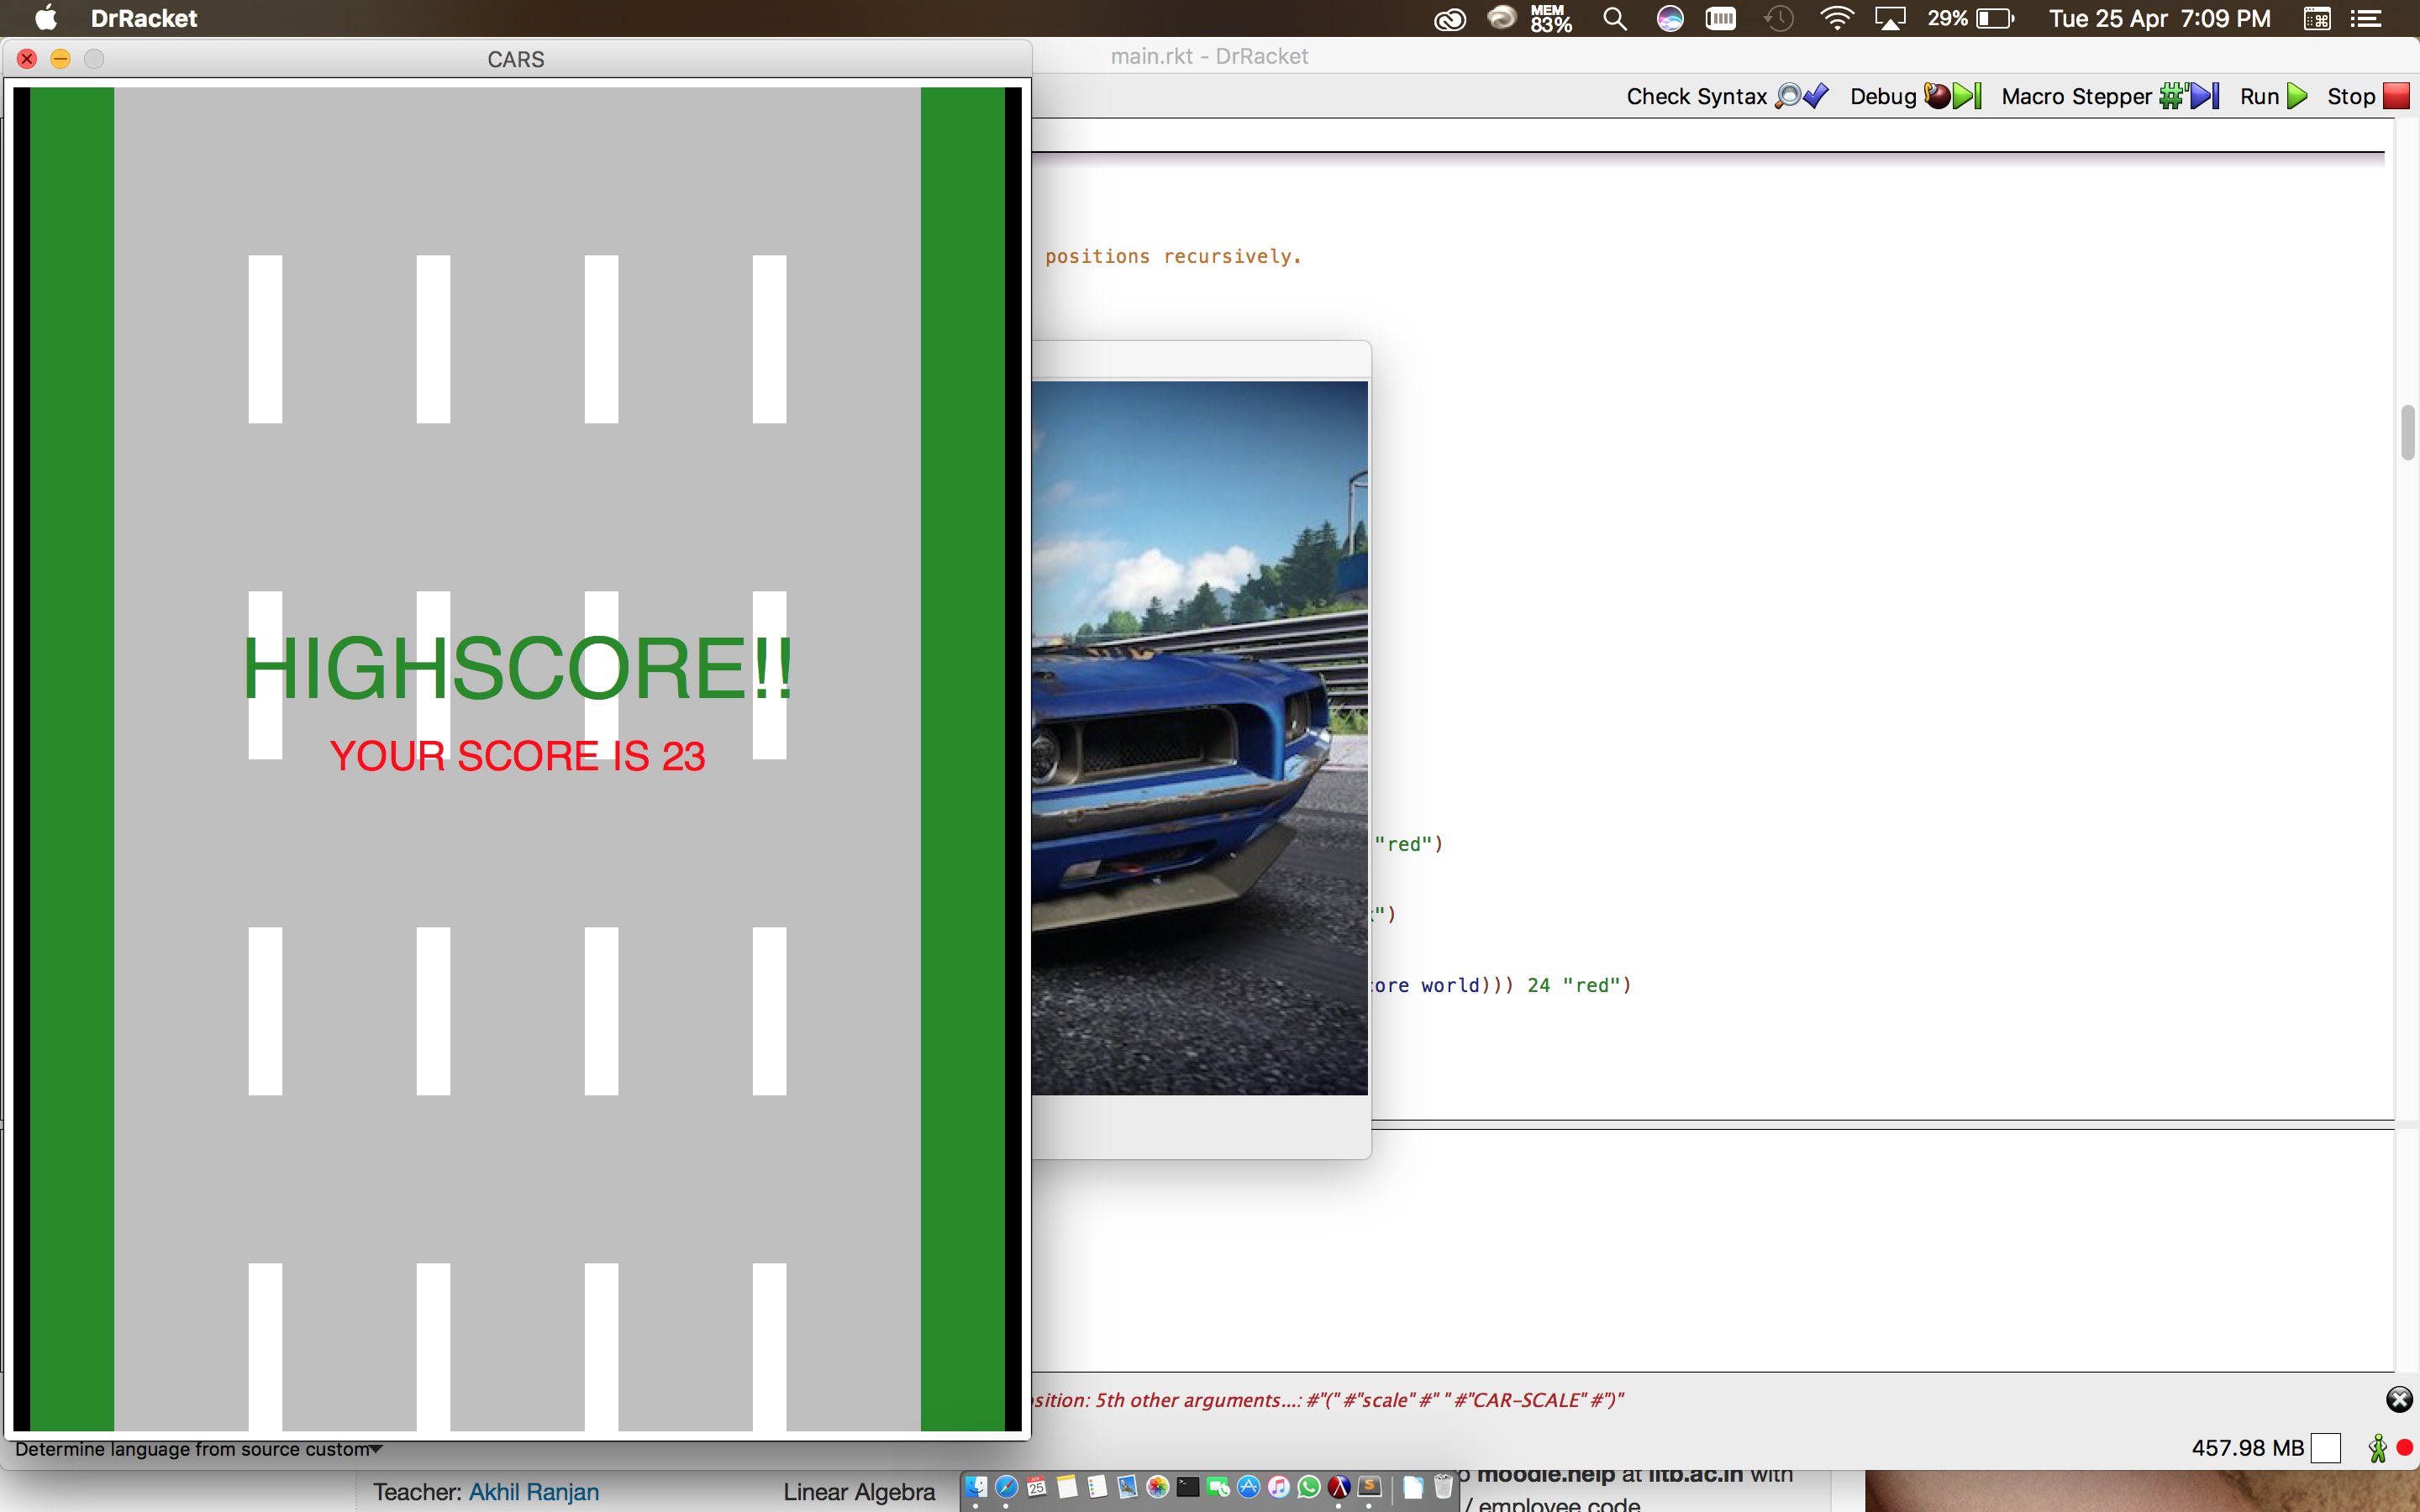 DrRacket
MEM
83%
29%
Tue 25 Apr 7:09 PM
CARS
main.rkt - DrRacket
Check Syntax
Debug
Macro Stepper
Run
Stop
positions recursively.
HIGHSCORE!!
YOUR SCORE IS 23
"red")
")
core world))) 24 "red")
sition: 5th other arguments...: #"(" #"scale" #" " #"CAR-SCALE" #")"
Determine language from source custom
457.98 MB
Teacher: Akhil Ranjan
Linear Algebra
25
moodle.help at iitb.ac.in with
/ employee code